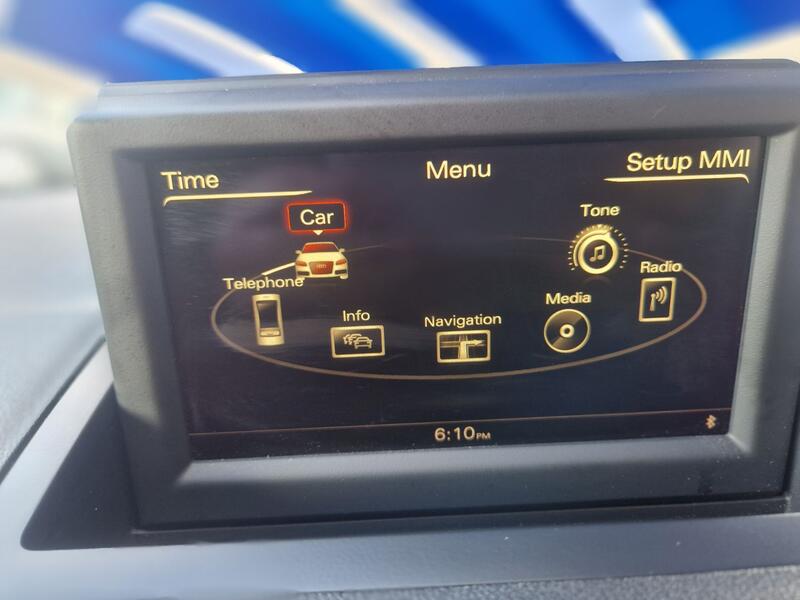 Time
Menu
Setup MMI
Car
Tone
Telephone
Radio
Info
Navigation
Media
6:10PM